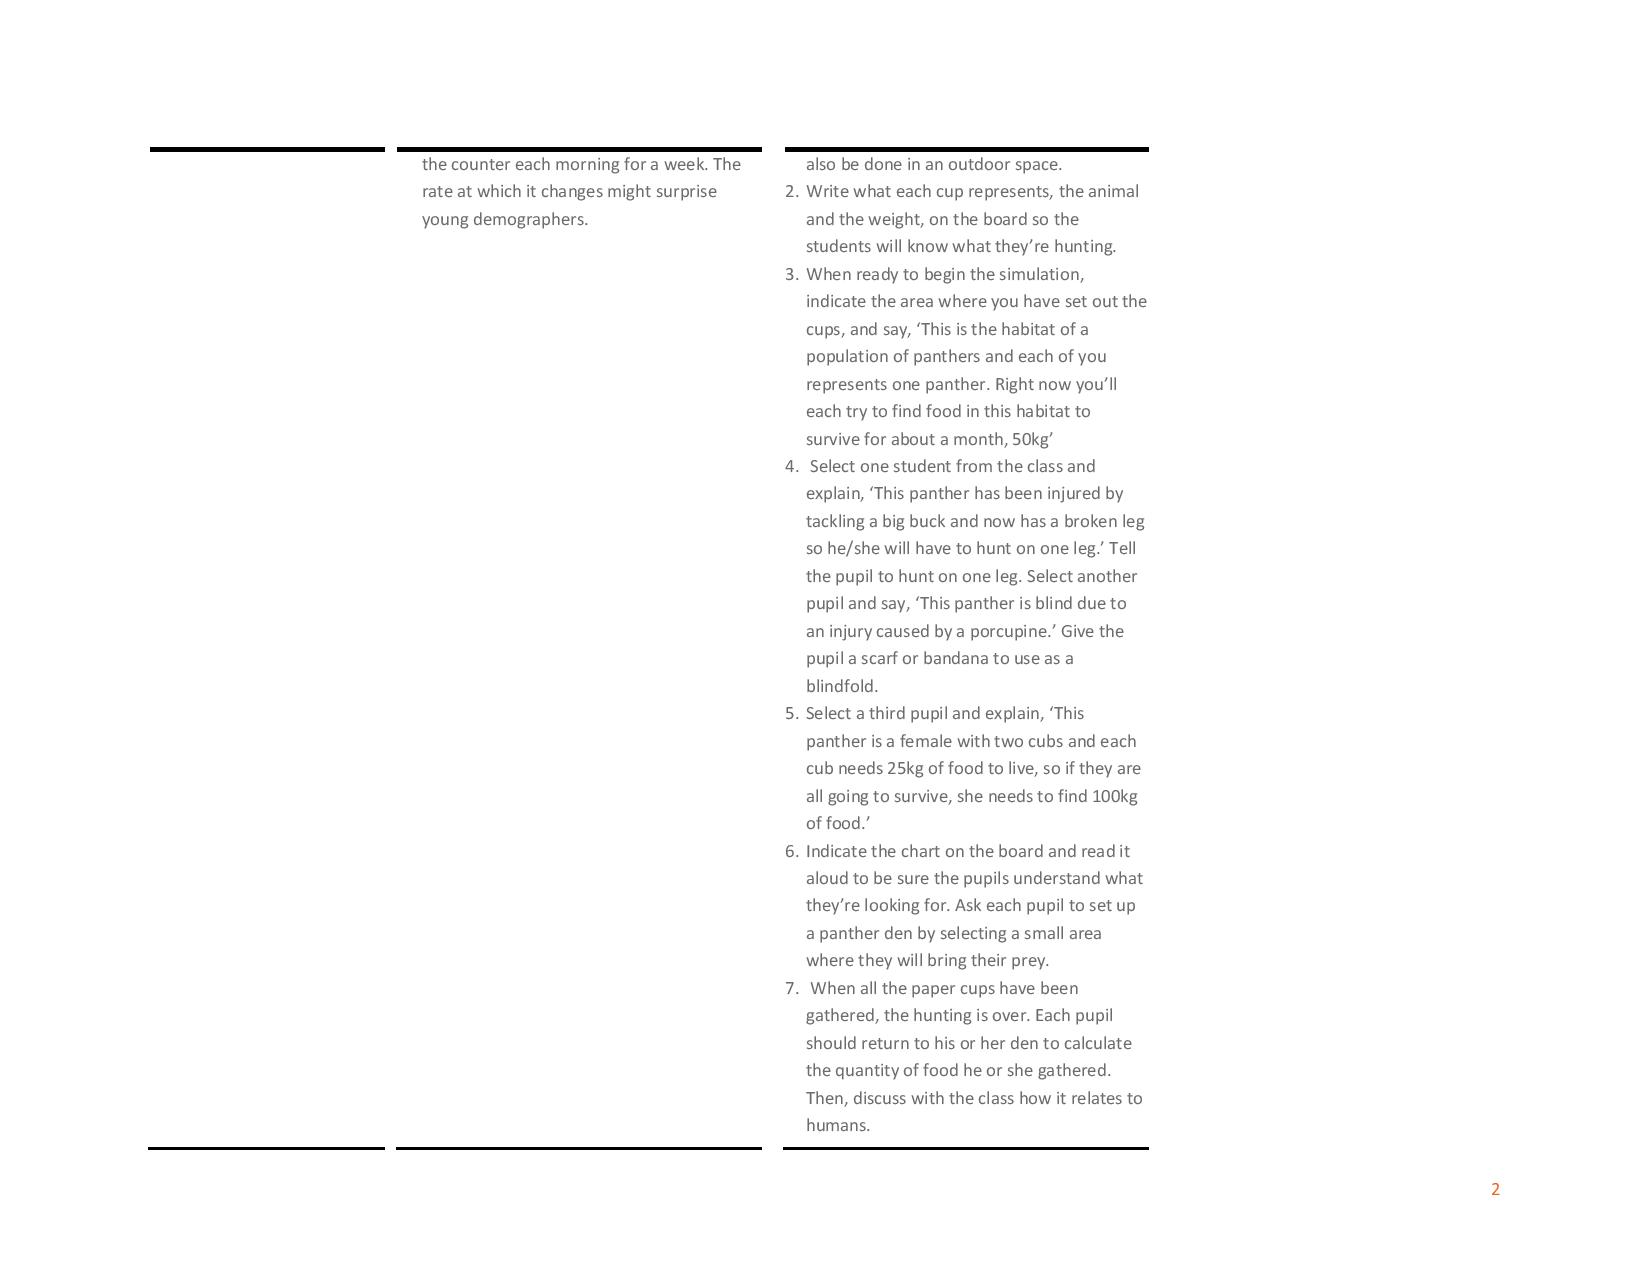 the counter each morning for a week. The
rate at which it changes might surprise
young demographers.
also be done in an outdoor space.
2. Write what each cup represents, the animal
and the weight, on the board so the
students will know what they’re hunting.
3. When ready to begin the simulation,
indicate the area where you have set out the
cups, and say, ‘This is the habitat of a
population of panthers and each of you
represents one panther. Right now you’ll
each try to find food in this habitat to
survive for about a month, 50kg’
4. Select one student from the class and
explain, ‘This panther has been injured by
tackling a big buck and now has a broken leg
so he/she will have to hunt on one leg.’ Tell
the pupil to hunt on one leg. Select another
pupil and say, ‘This panther is blind due to
an injury caused by a porcupine.’ Give the
pupil a scarf or bandana to use as a
blindfold.
5. Select a third pupil and explain, ‘This
panther is a female with two cubs and each
cub needs 25kg of food to live, so if they are
all going to survive, she needs to find 100kg
of food.’
6. Indicate the chart on the board and read it
aloud to be sure the pupils understand what
they’re looking for. Ask each pupil to set up
a panther den by selecting a small area
where they will bring their prey.
7. When all the paper cups have been
gathered, the hunting is over. Each pupil
should return to his or her den to calculate
the quantity of food he or she gathered.
Then, discuss with the class how it relates to
humans.
2